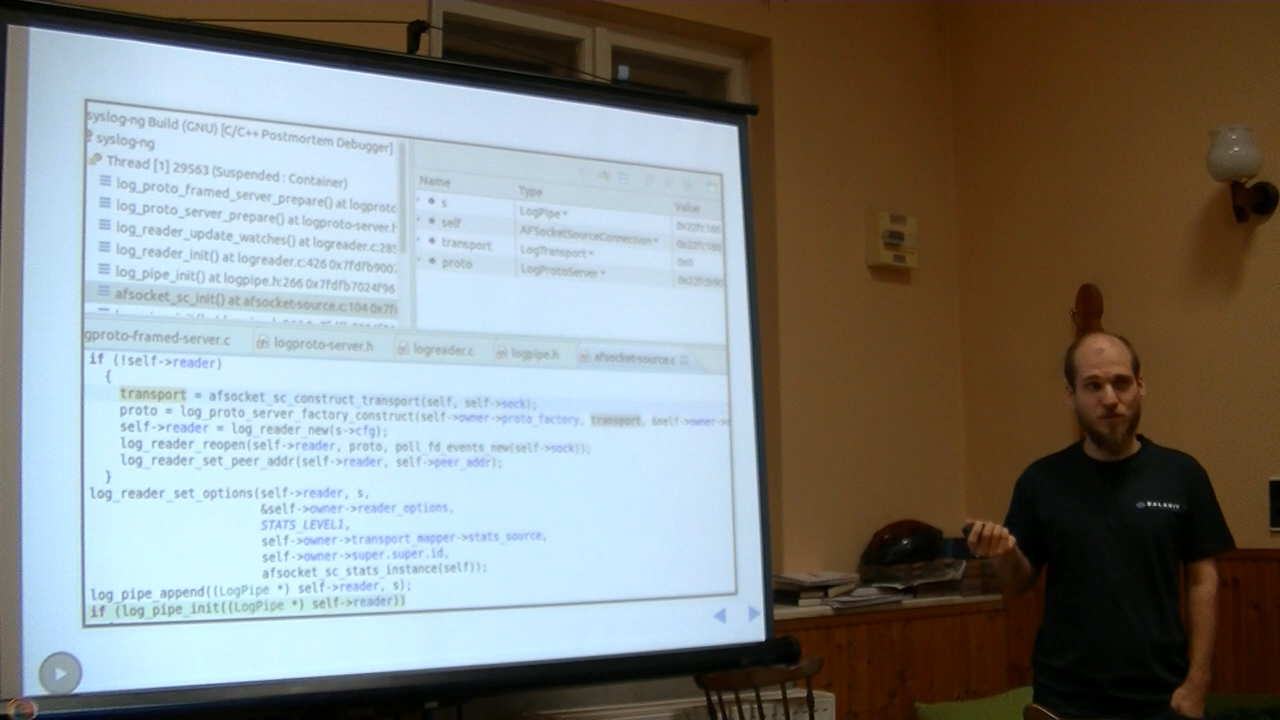 syslog-ng Build (GNU) [C/C++ Postmortem Debugger]
syslog-ng
Thread [1] 29563 (Suspended : Container)
log_proto_framed_server_prepare() at logprotc
log_proto_server_prepare() at logproto-server.h
log_reader_update_watches() at logreader.c:285
log_reader_init() at logreader.c:426 0x7fdfb900
log_pipe_init() at logpipe.h:266 0x7fdfb7024f96
afsocket_sc_init() at afsocket-source.c:104 0x7f
Name Type Value
s LogPipe * 0x22fc160
self AFSocketSourceConnection * 0x22fc160
transport LogTransport * 0x0
proto LogProtoServer *
gproto-framed-server.c logproto-server.h logreader.c logpipe.h afsocket-source.c
if (!self->reader)
{
transport = afsocket_sc_construct_transport(self, self->sock);
proto = log_proto_server_factory_construct(self->owner->proto_factory, transport, &self->owner->
self->reader = log_reader_new(s->cfg);
log_reader_reopen(self->reader, proto, poll_fd_events_new(self->sock));
log_reader_set_peer_addr(self->reader, self->peer_addr);
}
log_reader_set_options(self->reader, s,
&self->owner->reader_options,
STATS_LEVEL1,
self->owner->transport_mapper->stats_source,
self->owner->super.super.id,
afsocket_sc_stats_instance(self));
log_pipe_append((LogPipe *) self->reader, s);
if (log_pipe_init((LogPipe *) self->reader))
BALABIT